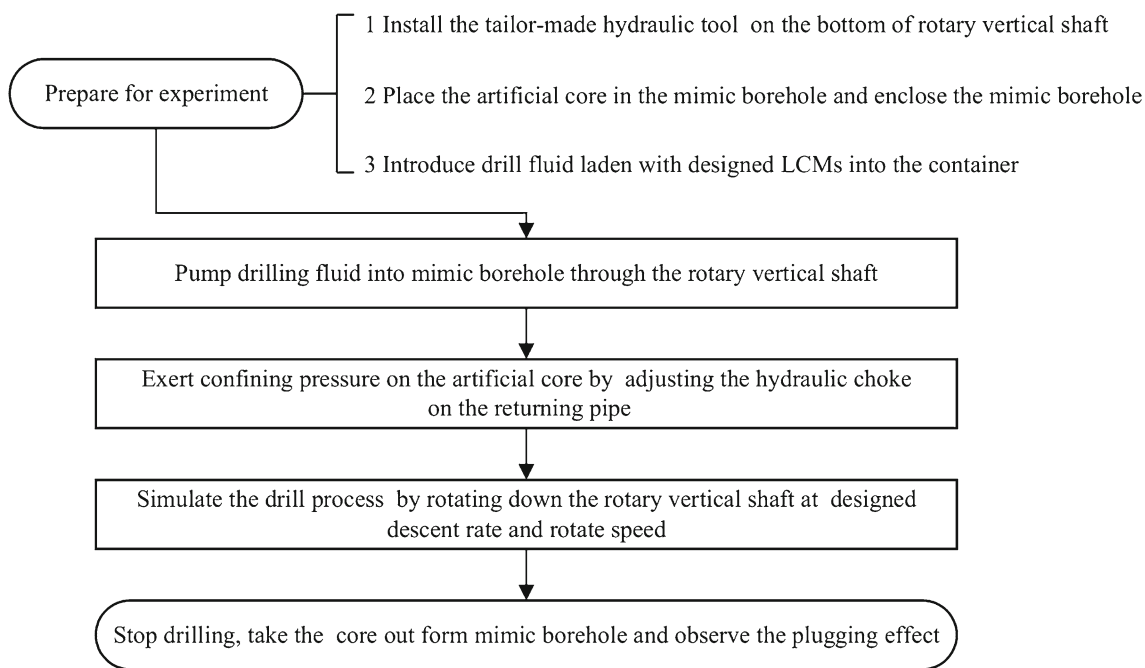 1 Install the tailor-made hydraulic tool on the bottom of rotary vertical shaft
Prepare for experiment
2 Place the artificial core in the mimic borehole and enclose the mimic borehole
3 Introduce drill fluid laden with designed LCMs into the container
Pump drilling fluid into mimic borehole through the rotary vertical shaft
Exert confining pressure on the artificial core by adjusting the hydraulic choke
on the returning pipe
Simulate the drill process by rotating down the rotary vertical shaft at designed
descent rate and rotate speed
Stop drilling, take the core out form mimic borehole and observe the plugging effect